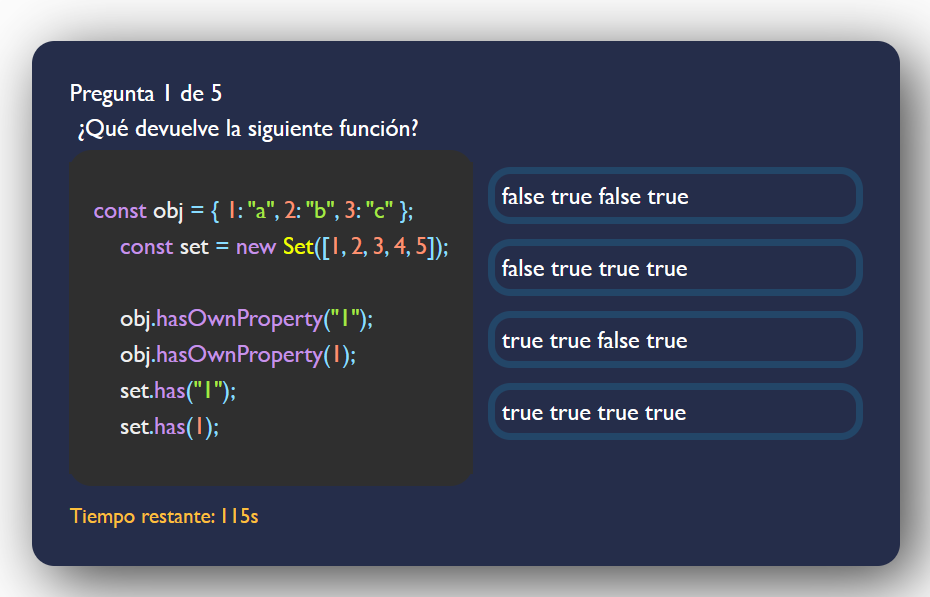 Pregunta 1 de 5
¿Qué devuelve la siguiente función?
const obj = { 1: "a", 2: "b", 3: "c" };
const set = new Set([1, 2, 3, 4, 5]);
obj.hasOwnProperty("1");
obj.hasOwnProperty(1);
set.has("1");
set.has(1);
false true false true
false true true true
true true false true
true true true true
Tiempo restante: 115s